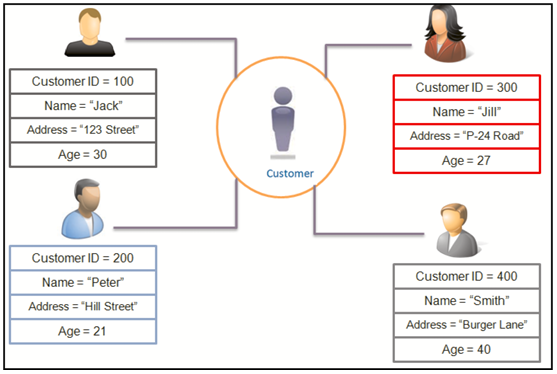 Customer ID = 100
Name = “Jack”
Address = “123 Street”
Age = 30
Customer ID = 300
Name = “Jill”
Address = “P-24 Road”
Age = 27
Customer
Customer ID = 200
Name = “Peter”
Address = “Hill Street”
Age = 21
Customer ID = 400
Name = “Smith”
Address = “Burger Lane”
Age = 40